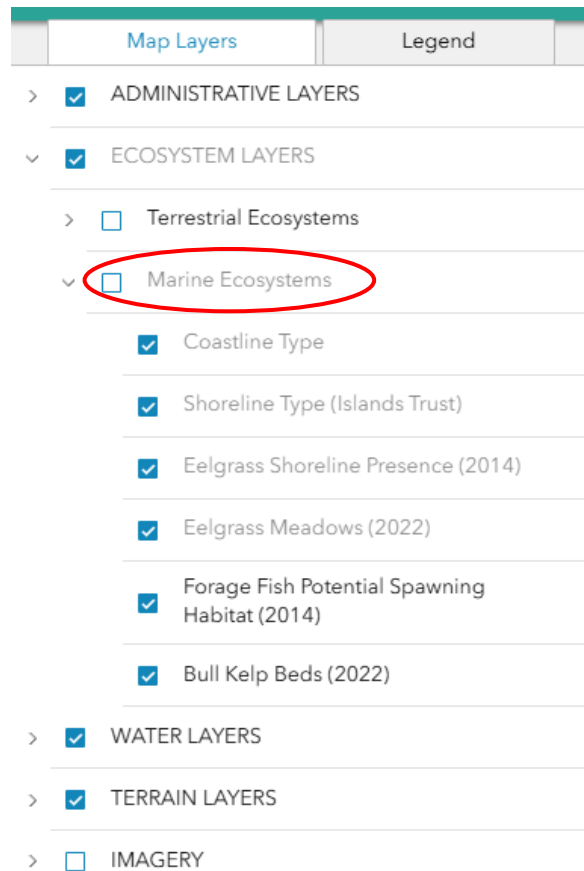 Map Layers
Legend
ADMINISTRATIVE LAYERS
ECOSYSTEM LAYERS
Terrestrial Ecosystems
Marine Ecosystems
Coastline Type
Shoreline Type (Islands Trust)
Eelgrass Shoreline Presence (2014)
Eelgrass Meadows (2022)
Forage Fish Potential Spawning
Habitat (2014)
Bull Kelp Beds (2022)
WATER LAYERS
TERRAIN LAYERS
IMAGERY